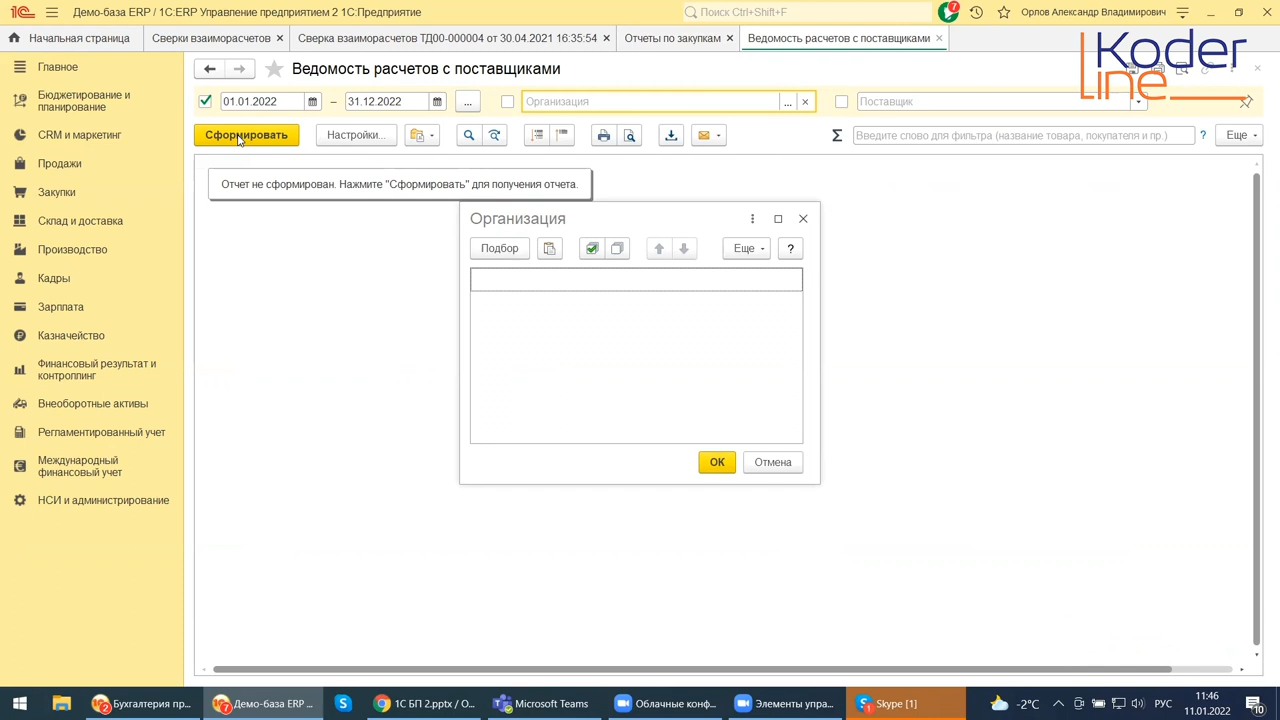 Демо-база ERP / 1C:ERP Управление предприятием 2 1С:Предприятие
Поиск Ctrl+Shift+F
7
Орлов Александр Владимирович
Начальная страница
Сверки взаиморасчетов
Сверка взаиморасчетов ТД00-000004 от 30.04.2021 16:35:54
Отчеты по закупкам
Ведомость расчетов с поставщиками
Koder
Line
Главное
Бюджетирование и
планирование
CRM и маркетинг
Продажи
Закупки
Склад и доставка
Производство
Кадры
Зарплата
Казначейство
Финансовый результат и
контроллинг
Внеоборотные активы
Регламентированный учет
Международный
финансовый учет
НСИ и администрирование
Ведомость расчетов с поставщиками
01.01.2022 – 31.12.2022 ...
Организация ...
Поставщик
Сформировать
Настройки...
Σ
Введите слово для фильтра (название товара, покупателя и пр.)
?
Еще
Отчет не сформирован. Нажмите "Сформировать" для получения отчета.
Организация
Подбор
Еще
?
ОК
Отмена
2 Бухгалтерия пр...
7 Демо-база ERP ...
1С БП 2.pptx / О...
Microsoft Teams
Облачные конф...
Элементы упра...
Skype [1]
-2°C
РУС
11:46
11.01.2022
10